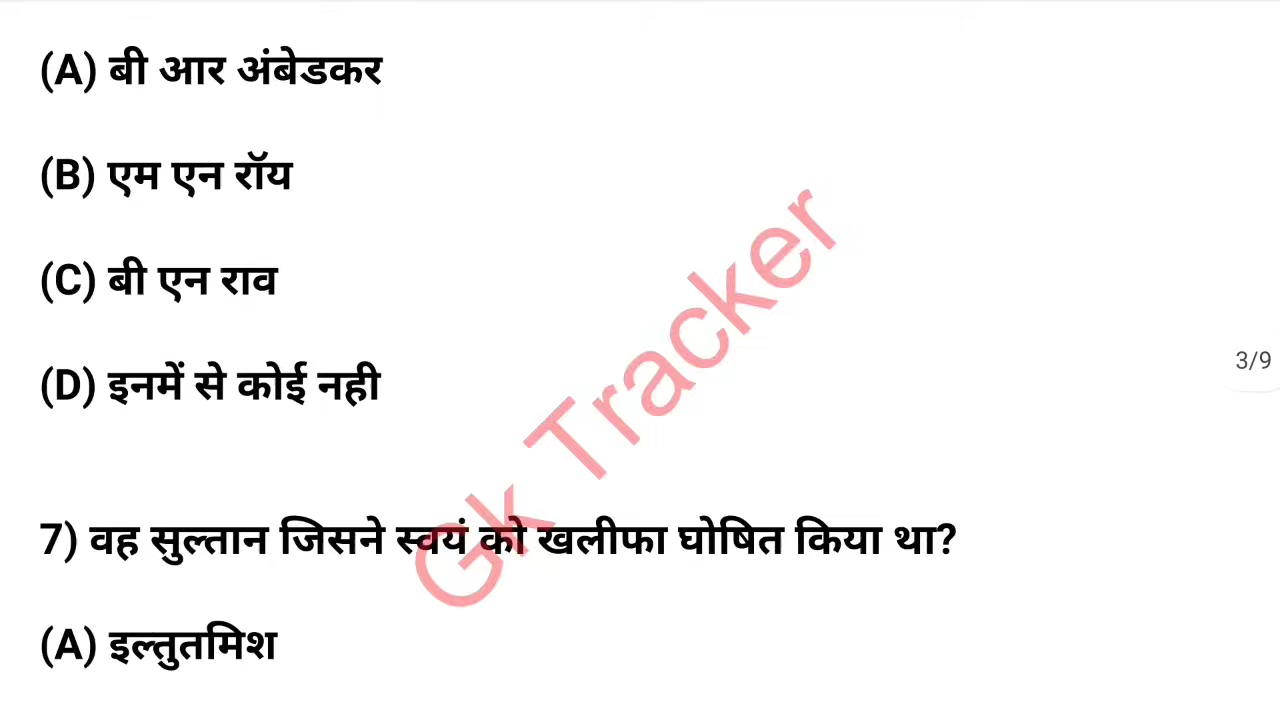 (A) बी आर अंबेडकर
(B) एम एन रॉय
(C) बी एन राव
(D) इनमें से कोई नही
Gk Tracker
3/9
7) वह सुल्तान जिसने स्वयं को खलीफा घोषित किया था?
(A) इल्तुतमिश